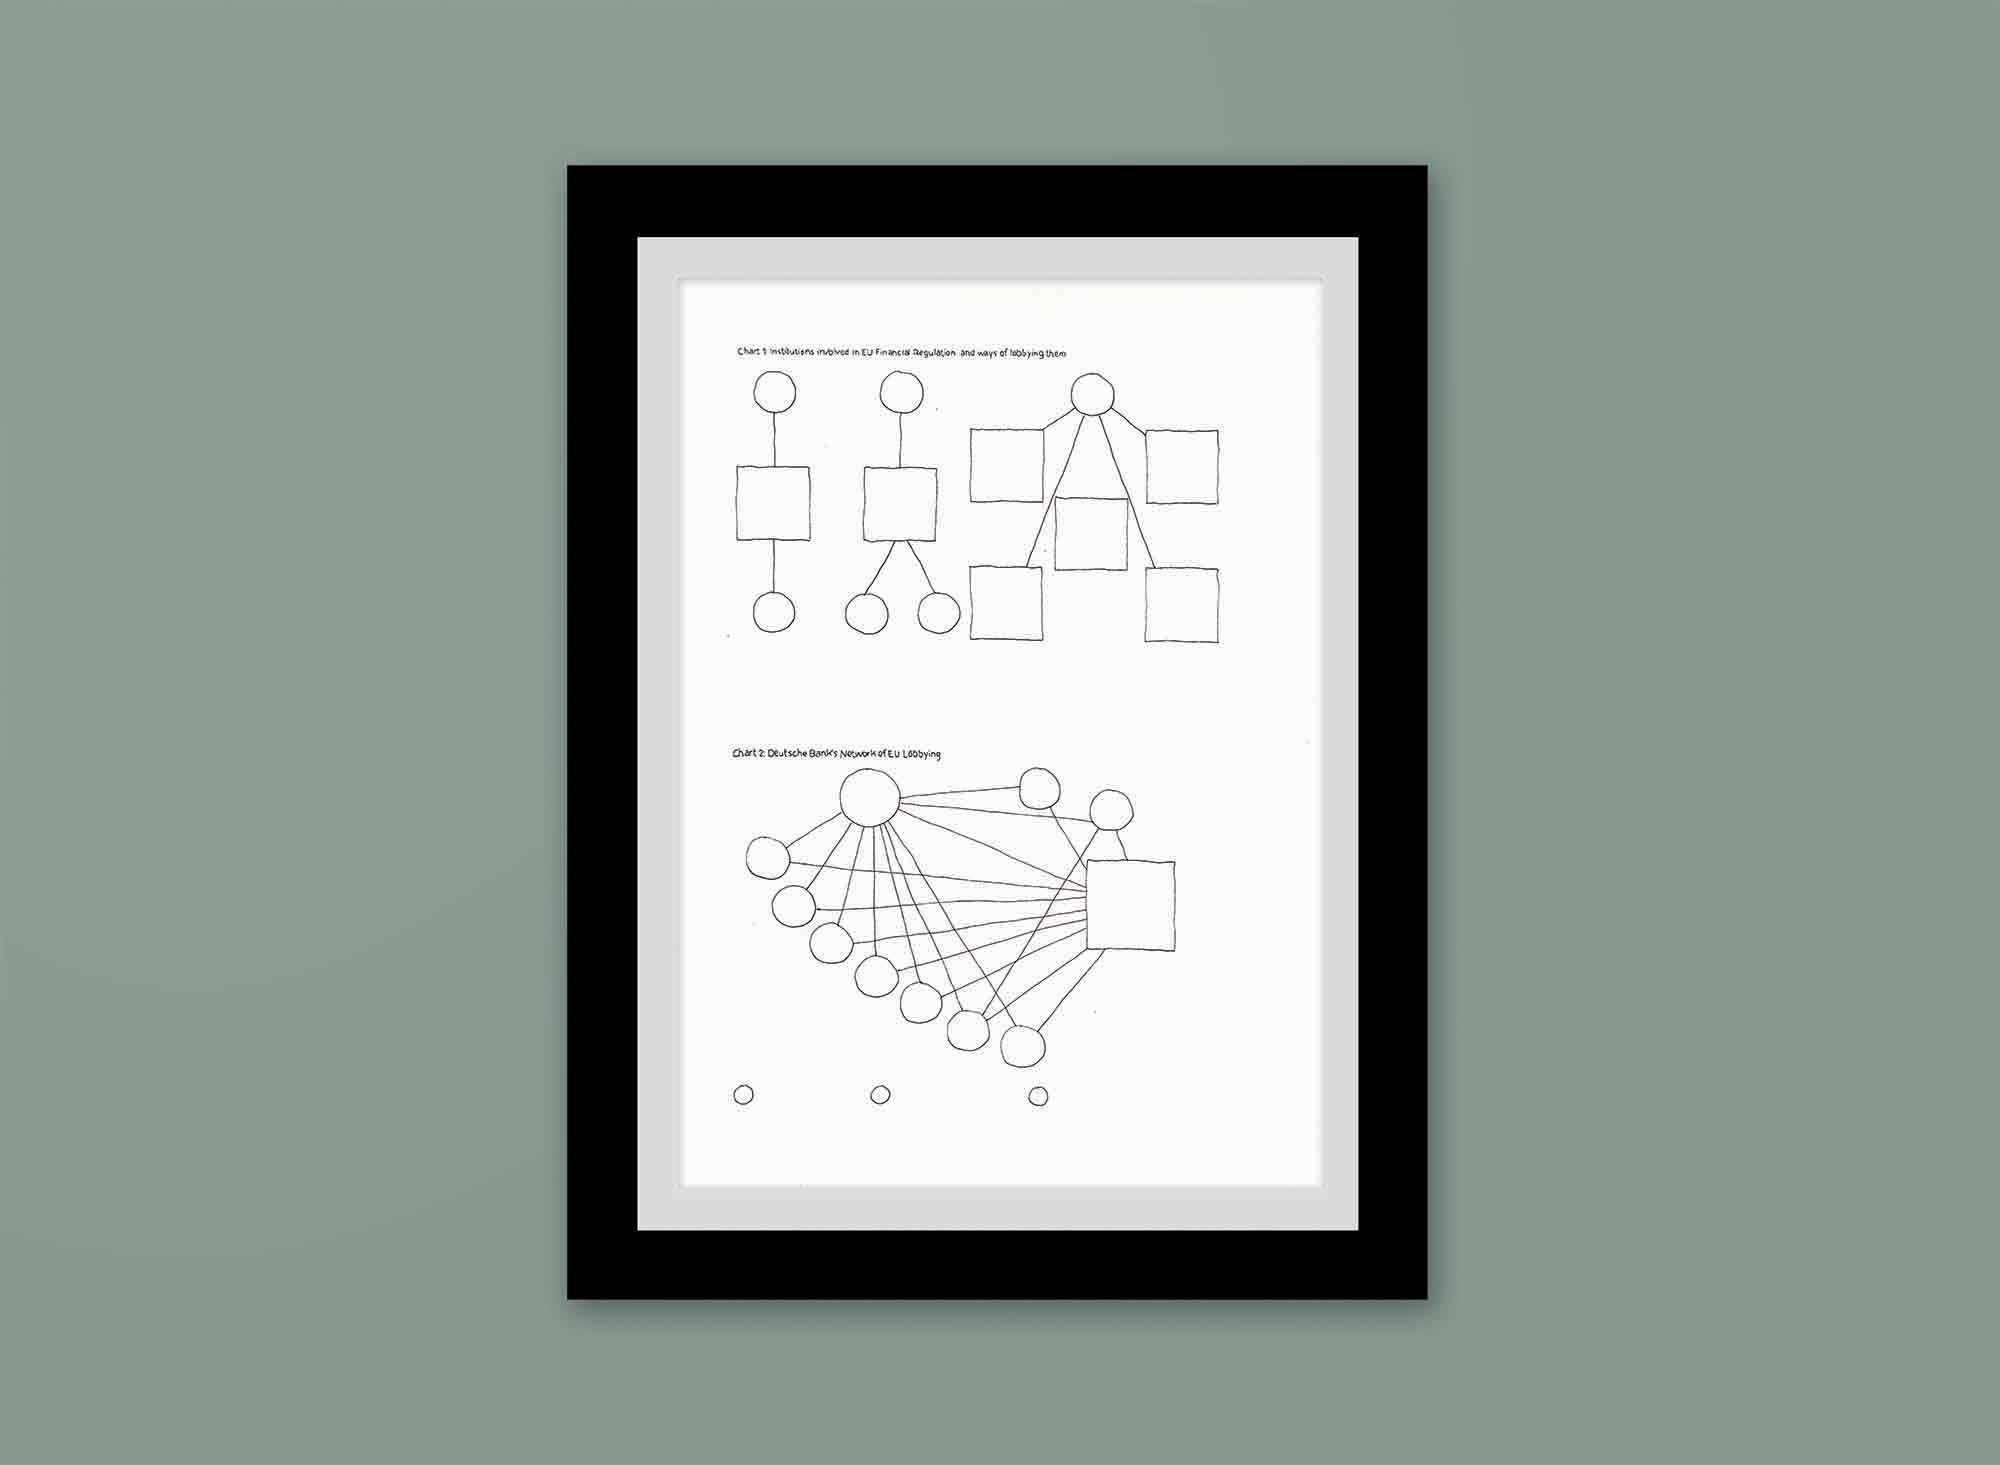 Chart 1: Institutions involved in EU Financial Regulation and ways of lobbying them
Chart 2: Deutsche Bank's Network of EU Lobbying